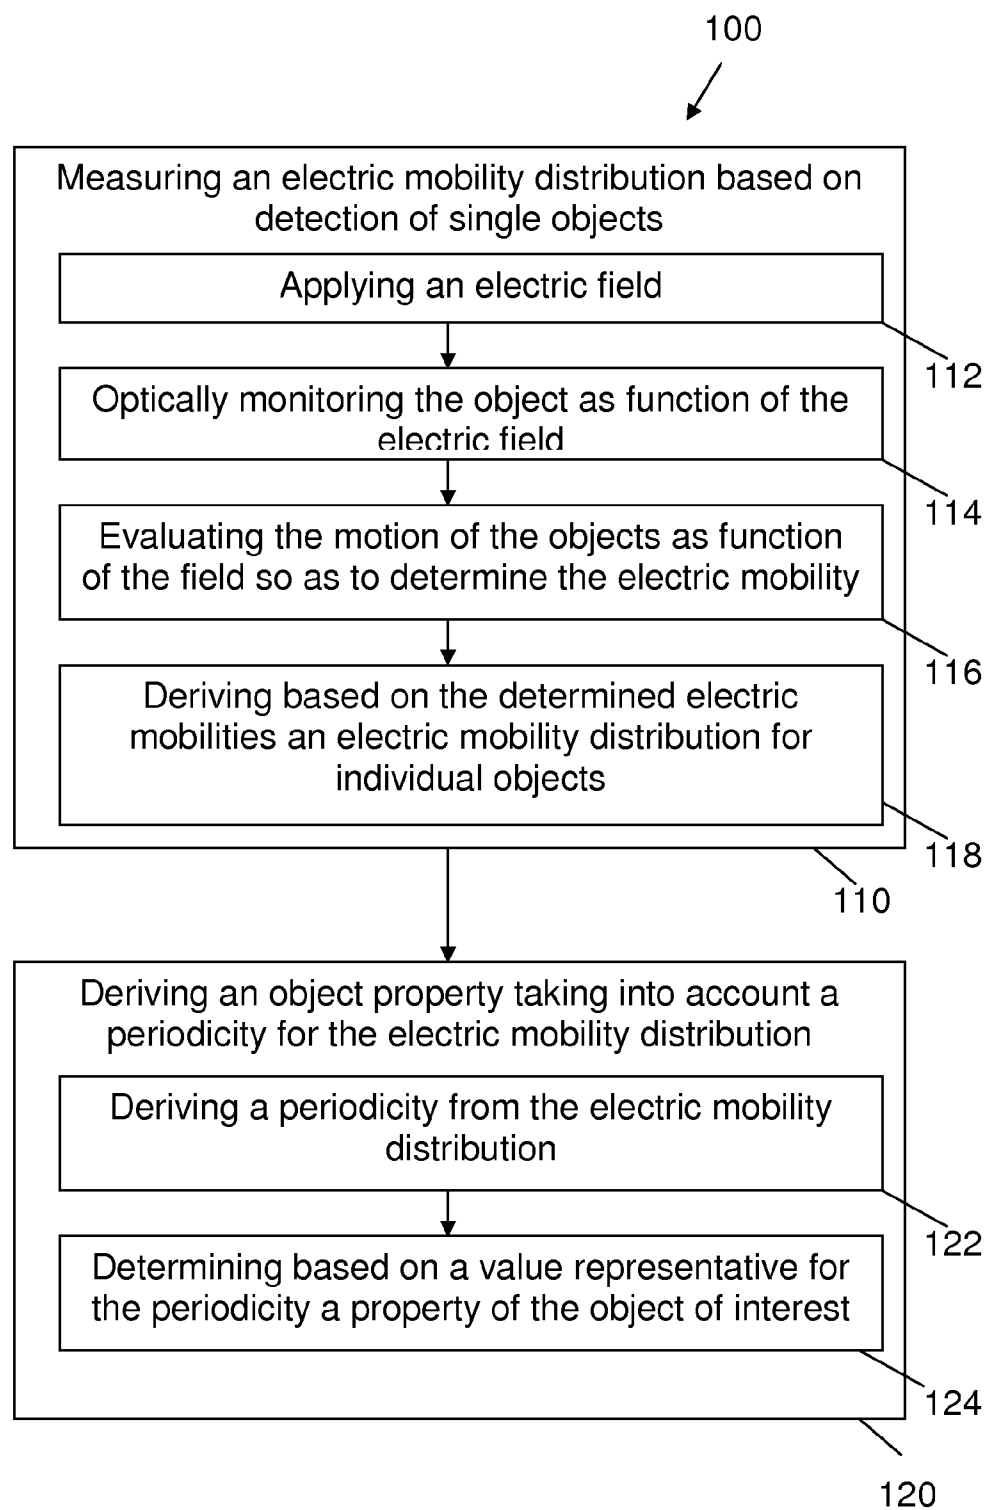 100
Measuring an electric mobility distribution based on
detection of single objects
Applying an electric field
112
Optically monitoring the object as function of the
electric field
114
Evaluating the motion of the objects as function
of the field so as to determine the electric mobility
116
Deriving based on the determined electric
mobilities an electric mobility distribution for
individual objects
118
110
Deriving an object property taking into account a
periodicity for the electric mobility distribution
Deriving a periodicity from the electric mobility
distribution
122
Determining based on a value representative for
the periodicity a property of the object of interest
124
120